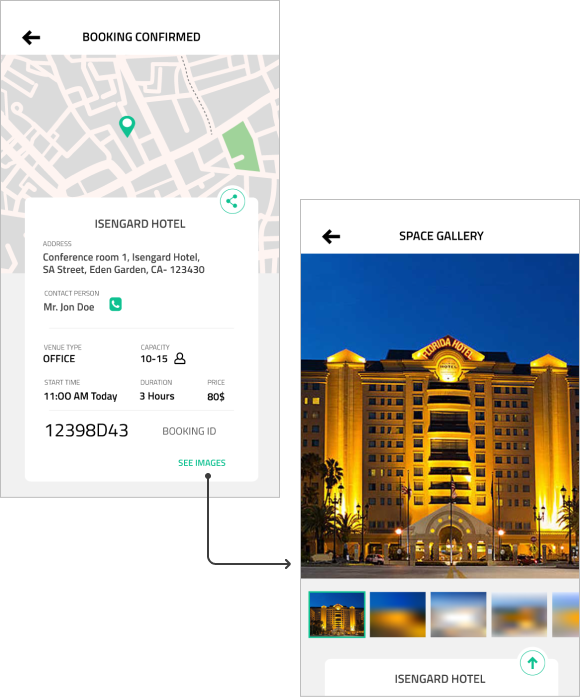 BOOKING CONFIRMED
ISENGARD HOTEL
ADDRESS
Conference room 1, Isengard Hotel,
SA Street, Eden Garden, CA- 123430
CONTACT PERSON
Mr. Jon Doe
VENUE TYPE CAPACITY
OFFICE 10-15
START TIME DURATION PRICE
11:00 AM Today 3 Hours 80$
12398D43 BOOKING ID
SEE IMAGES
SPACE GALLERY
FLORIDA HOTEL
HOTEL
ISENGARD HOTEL